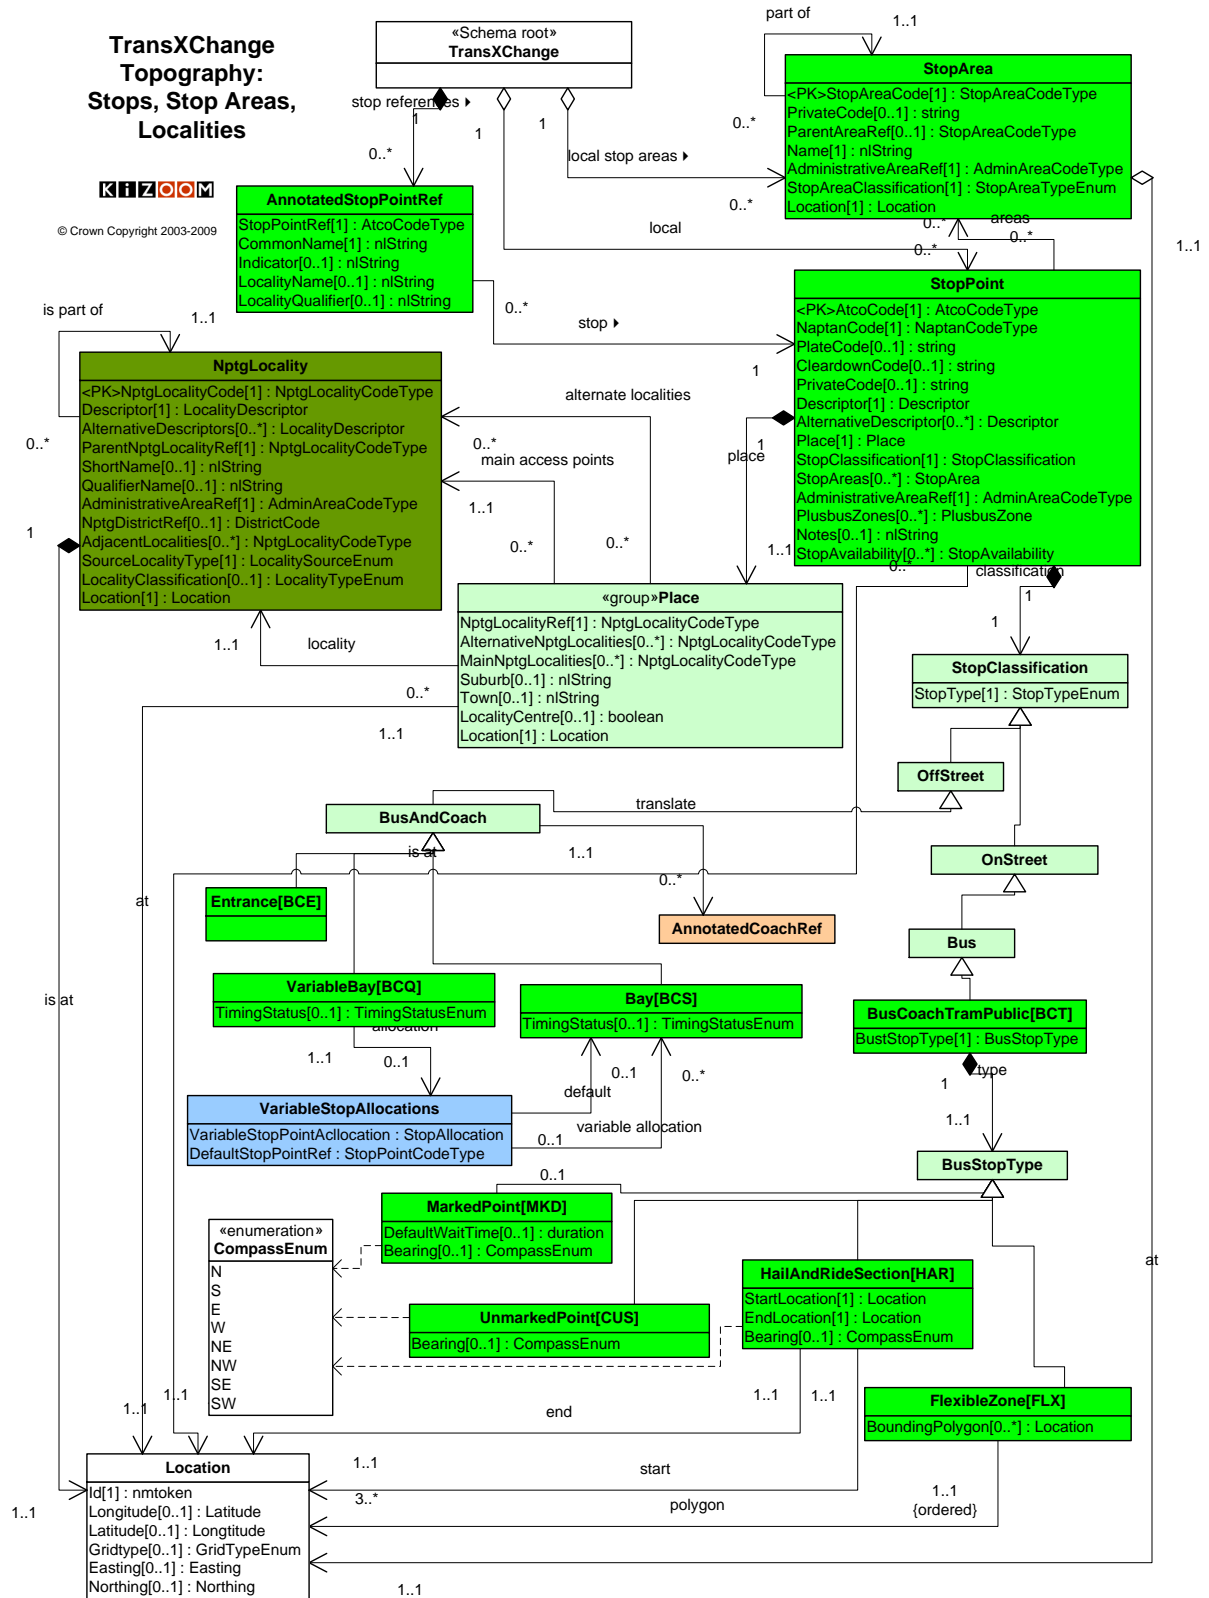 TransXChange
Topography:
Stops, Stop Areas,
Localities
KiZOOM
© Crown Copyright 2003-2009
«Schema root»
TransXChange
stop references
1
1
1
0..*
local stop areas
0..*
local
part of
1..1
0..*
StopArea
<PK>StopAreaCode[1] : StopAreaCodeType
PrivateCode[0..1] : string
ParentAreaRef[0..1] : StopAreaCodeType
Name[1] : nlString
AdministrativeAreaRef[1] : AdminAreaCodeType
StopAreaClassification[1] : StopAreaTypeEnum
Location[1] : Location
0..*
areas
0..*
0..*
1..1
AnnotatedStopPointRef
StopPointRef[1] : AtcoCodeType
CommonName[1] : nlString
Indicator[0..1] : nlString
LocalityName[0..1] : nlString
LocalityQualifier[0..1] : nlString
0..*
stop
1
StopPoint
<PK>AtcoCode[1] : AtcoCodeType
NaptanCode[1] : NaptanCodeType
PlateCode[0..1] : string
CleardownCode[0..1] : string
PrivateCode[0..1] : string
Descriptor[1] : Descriptor
AlternativeDescriptor[0..*] : Descriptor
Place[1] : Place
StopClassification[1] : StopClassification
StopAreas[0..*] : StopArea
AdministrativeAreaRef[1] : AdminAreaCodeType
PlusbusZones[0..*] : PlusbusZone
Notes[0..1] : nlString
StopAvailability[0..*] : StopAvailability
is part of
1..1
0..*
NptgLocality
<PK>NptgLocalityCode[1] : NptgLocalityCodeType
Descriptor[1] : LocalityDescriptor
AlternativeDescriptors[0..*] : LocalityDescriptor
ParentNptgLocalityRef[1] : NptgLocalityCodeType
ShortName[0..1] : nlString
QualifierName[0..1] : nlString
AdministrativeAreaRef[1] : AdminAreaCodeType
NptgDistrictRef[0..1] : DistrictCode
AdjacentLocalities[0..*] : NptgLocalityCodeType
SourceLocalityType[1] : LocalitySourceEnum
LocalityClassification[0..1] : LocalityTypeEnum
Location[1] : Location
1
alternate localities
0..*
main access points
1..1
0..*
0..*
1
place
1..1
0..*
classification
1
1
«group»Place
NptgLocalityRef[1] : NptgLocalityCodeType
AlternativeNptgLocalities[0..*] : NptgLocalityCodeType
MainNptgLocalities[0..*] : NptgLocalityCodeType
Suburb[0..1] : nlString
Town[0..1] : nlString
LocalityCentre[0..1] : boolean
Location[1] : Location
1..1
locality
0..*
1..1
StopClassification
StopType[1] : StopTypeEnum
OffStreet
translate
BusAndCoach
is at
1..1
0..*
OnStreet
at
Entrance[BCE]
AnnotatedCoachRef
Bus
VariableBay[BCQ]
TimingStatus[0..1] : TimingStatusEnum
allocation
1..1
0..1
Bay[BCS]
TimingStatus[0..1] : TimingStatusEnum
is at
BusCoachTramPublic[BCT]
BustStopType[1] : BusStopType
type
1
1..1
0..1
0..*
default
VariableStopAllocations
VariableStopPointAcllocation : StopAllocation
DefaultStopPointRef : StopPointCodeType
0..1
variable allocation
BusStopType
0..1
MarkedPoint[MKD]
DefaultWaitTime[0..1] : duration
Bearing[0..1] : CompassEnum
«enumeration»
CompassEnum
N
S
E
W
NE
NW
SE
SW
UnmarkedPoint[CUS]
Bearing[0..1] : CompassEnum
HailAndRideSection[HAR]
StartLocation[1] : Location
EndLocation[1] : Location
Bearing[0..1] : CompassEnum
at
FlexibleZone[FLX]
BoundingPolygon[0..*] : Location
1..1
1..1
1..1
1..1
end
1..1
start
3..*
polygon
1..1
{ordered}
Location
Id[1] : nmtoken
Longitude[0..1] : Latitude
Latitude[0..1] : Longtitude
Gridtype[0..1] : GridTypeEnum
Easting[0..1] : Easting
Northing[0..1] : Northing
1..1
1..1